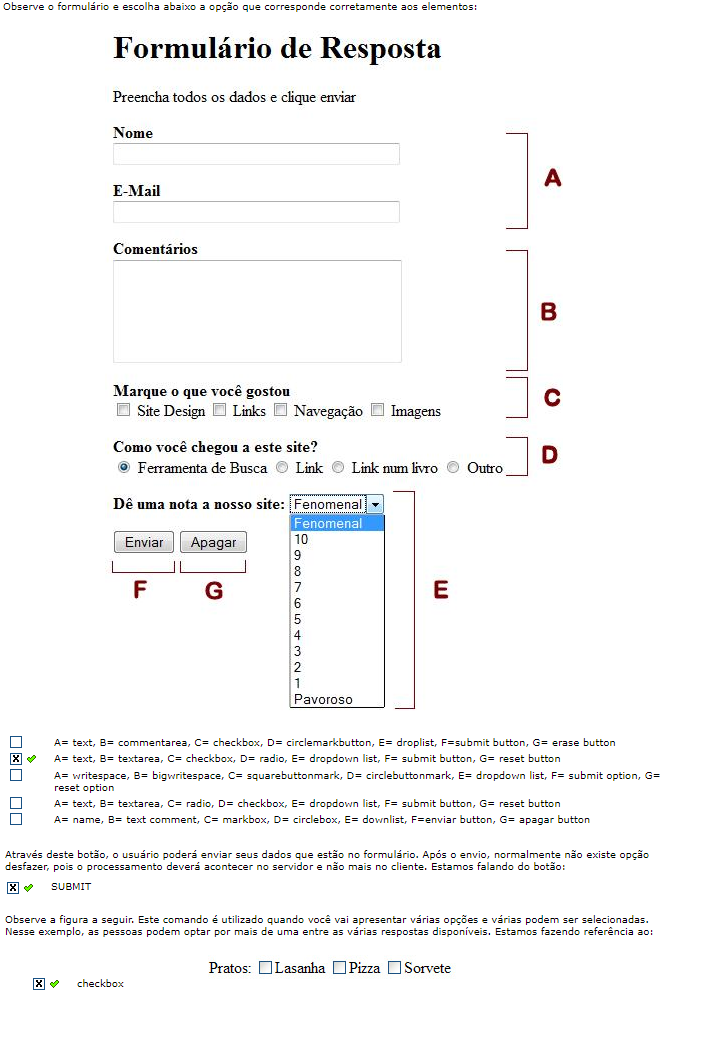 Observe o formulário e escolha abaixo a opção que corresponde corretamente aos elementos:
Formulário de Resposta
Preencha todos os dados e clique enviar
Nome
A
E-Mail
Comentários
B
Marque o que você gostou
Site Design Links Navegação Imagens
C
Como você chegou a este site?
Ferramenta de Busca Link Link num livro Outro
D
Dê uma nota a nosso site: Fenomenal
Fenomenal
10
9
8
7
6
5
4
3
2
1
Pavoroso
Enviar Apagar
F G
E
A= text, B= commentarea, C= checkbox, D= circlemarkbutton, E= droplist, F=submit button, G= erase button
A= text, B= textarea, C= checkbox, D= radio, E= dropdown list, F= submit button, G= reset button
A= writespace, B= bigwritespace, C= squarebuttonmark, D= circlebuttonmark, E= dropdown list, F= submit option, G=
reset option
A= text, B= textarea, C= radio, D= checkbox, E= dropdown list, F= submit button, G= reset button
A= name, B= text comment, C= markbox, D= circlebox, E= downlist, F=enviar button, G= apagar button
Através deste botão, o usuário poderá enviar seus dados que estão no formulário. Após o envio, normalmente não existe opção
desfazer, pois o processamento deverá acontecer no servidor e não mais no cliente. Estamos falando do botão:
SUBMIT
Observe a figura a seguir. Este comando é utilizado quando você vai apresentar várias opções e várias podem ser selecionadas.
Nesse exemplo, as pessoas podem optar por mais de uma entre as várias respostas disponíveis. Estamos fazendo referência ao:
Pratos: Lasanha Pizza Sorvete
checkbox